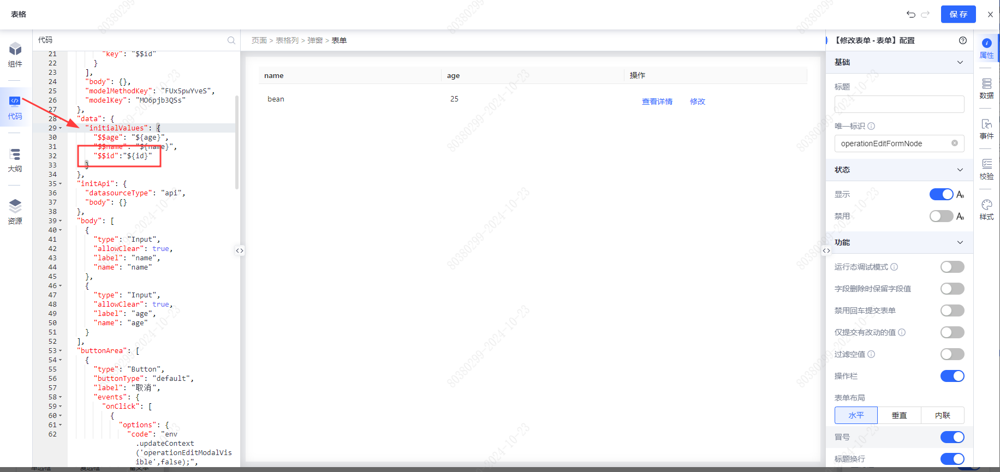 表格
保 存
组件
代码
大纲
资源
代码
21 "key": "$$id"
22 }
23 ],
24 "body": {},
25 "modelMethodKey": "FUx5pwYveS",
26 "modelKey": "MO6pjb3QSs"
27 },
28 "data": {
29 "initialValues": {
30 "$$age": "${age}",
31 "$$name": "${name}",
32 "$$id":"${id}"
33 }
34 },
35 "initApi": {
36 "datasourceType": "api",
37 "body": {}
38 },
39 "body": [
40 {
41 "type": "Input",
42 "allowClear": true,
43 "label": "name",
44 "name": "name"
45 },
46 {
47 "type": "Input",
48 "allowClear": true,
49 "label": "age",
50 "name": "age"
51 }
52 ],
53 "buttonArea": [
54 {
55 "type": "Button",
56 "buttonType": "default",
57 "label": "取消",
58 "events": {
59 "onClick": [
60 {
61 "options": {
62 "code": "env
.updateContext
('operationEditModalVis
ible',false);",
页面 > 表格列 > 弹窗 > 表单
name age 操作
bean 25 查看详情 修改
【修改表单 - 表单】配置
基础
标题
唯一标识
operationEditFormNode
状态
显示
禁用
功能
运行态调试模式
字段删除时保留字段值
禁用回车提交表单
仅提交有改动的值
过滤空值
操作栏
表单布局
水平 垂直 内联
冒号
标题换行
属性
数据
事件
校验
样式
80380299-2024-10-23